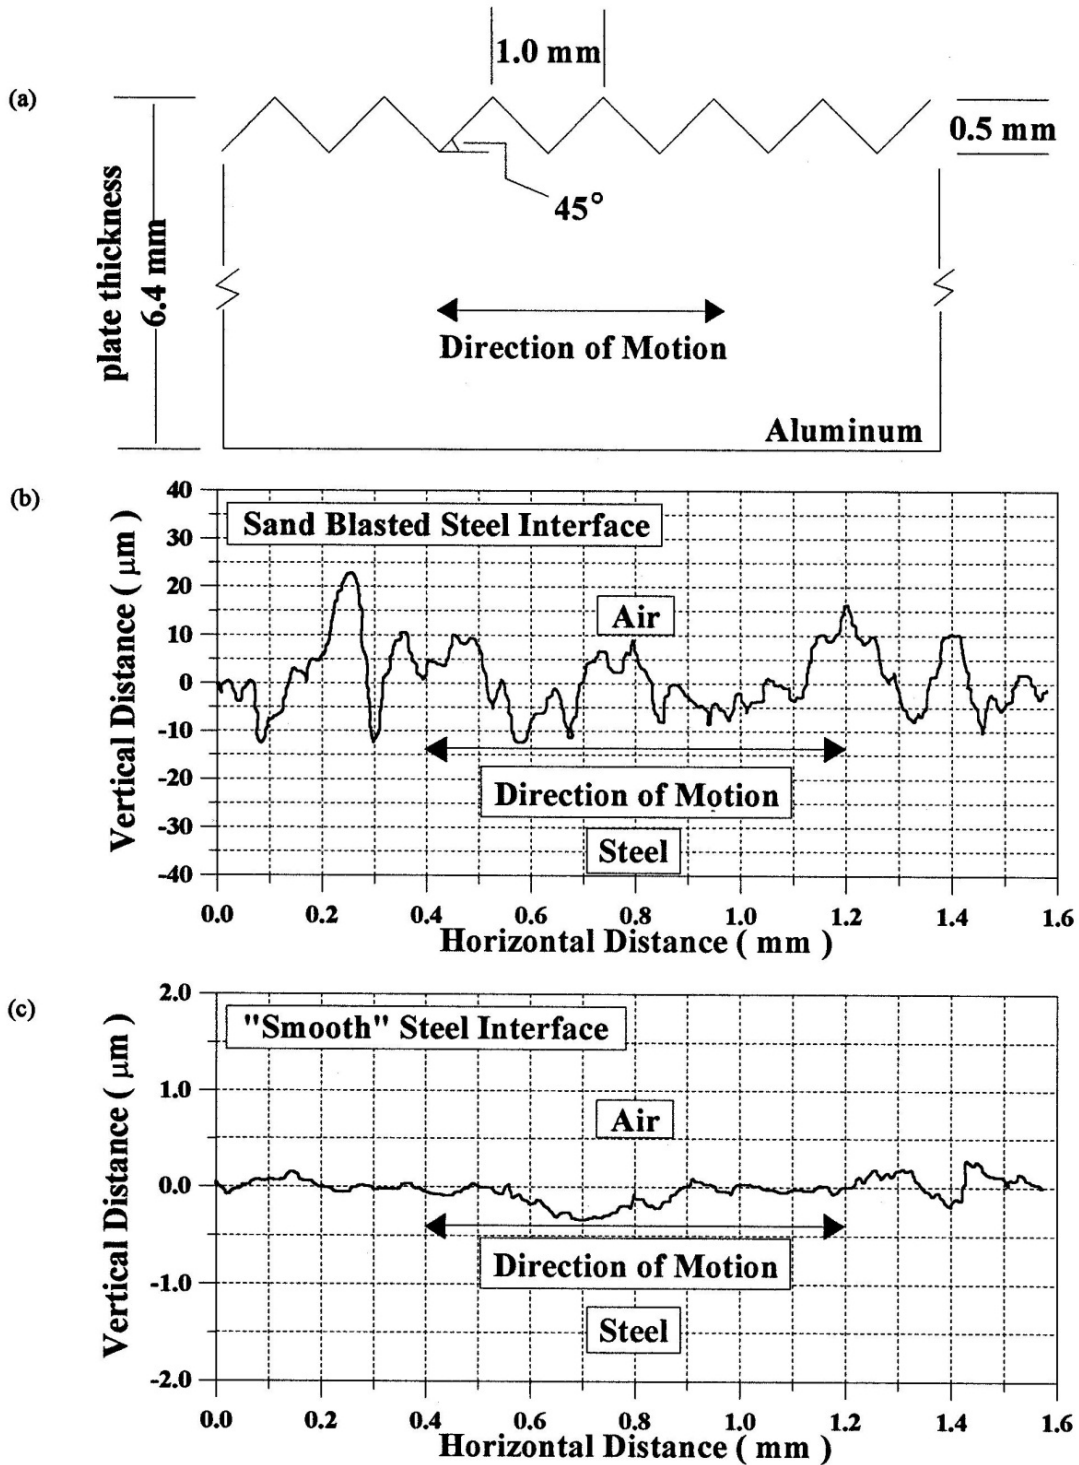 (a)
1.0 mm
0.5 mm
45°
plate thickness
6.4 mm
Direction of Motion
Aluminum
(b)
Vertical Distance ( μm )
40
30
20
10
0
-10
-20
-30
-40
Sand Blasted Steel Interface
Air
Direction of Motion
Steel
0.0 0.2 0.4 0.6 0.8 1.0 1.2 1.4 1.6
Horizontal Distance ( mm )
(c)
Vertical Distance ( μm )
2.0
1.0
0.0
-1.0
-2.0
"Smooth" Steel Interface
Air
Direction of Motion
Steel
0.0 0.2 0.4 0.6 0.8 1.0 1.2 1.4 1.6
Horizontal Distance ( mm )